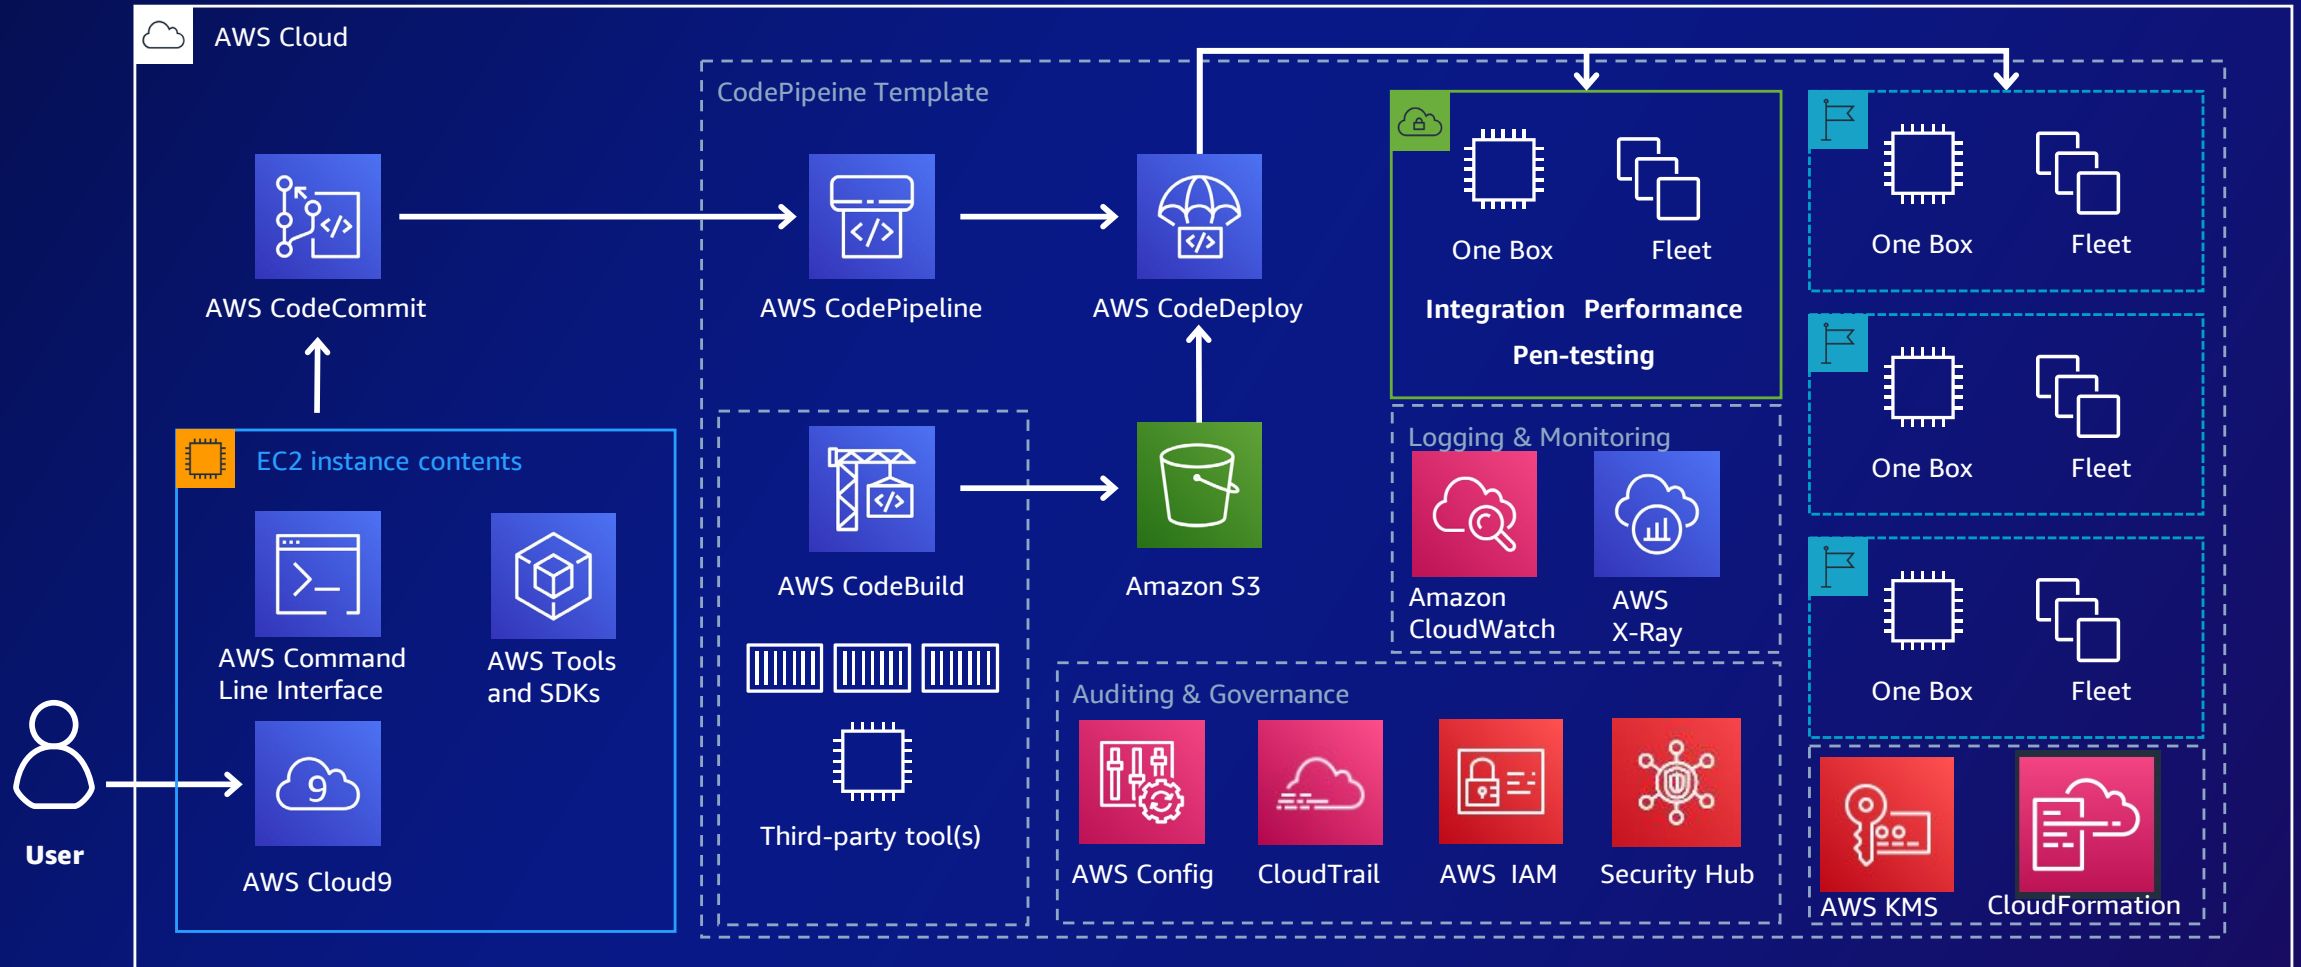 AWS Cloud
CodePipeine Template
AWS CodeCommit
AWS CodePipeline
AWS CodeDeploy
One Box
Fleet
Integration Performance
Pen-testing
One Box
Fleet
One Box
Fleet
One Box
Fleet
EC2 instance contents
AWS Command
Line Interface
AWS Tools
and SDKs
9
AWS Cloud9
User
AWS CodeBuild
Third-party tool(s)
Amazon S3
Logging & Monitoring
Amazon
CloudWatch
AWS
X-Ray
Auditing & Governance
AWS Config
CloudTrail
AWS IAM
Security Hub
AWS KMS
CloudFormation